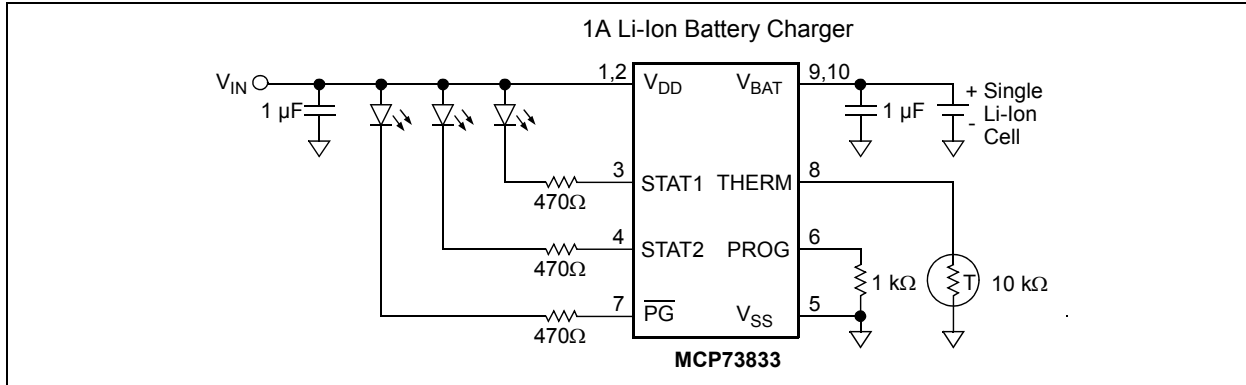 1A Li-Ion Battery Charger
V_IN
1,2
V_DD
V_BAT
9,10
1 µF
1 µF
+ Single
- Li-Ion
Cell
3
STAT1
THERM
8
470Ω
4
STAT2
PROG
6
470Ω
1 kΩ
T
10 kΩ
7
PG
V_SS
5
470Ω
MCP73833